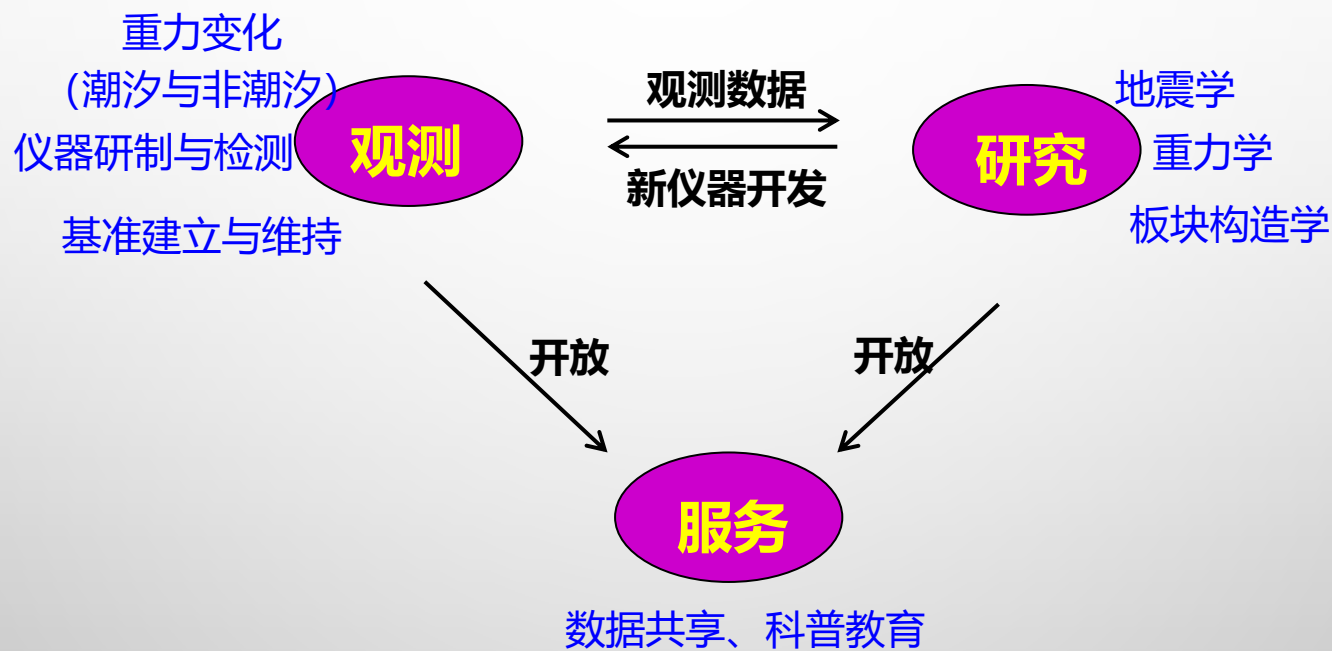 重力变化
（潮汐与非潮汐）
仪器研制与检测
基准建立与维持
观测
观测数据
新仪器开发
研究
地震学
重力学
板块构造学
开放
开放
服务
数据共享、科普教育